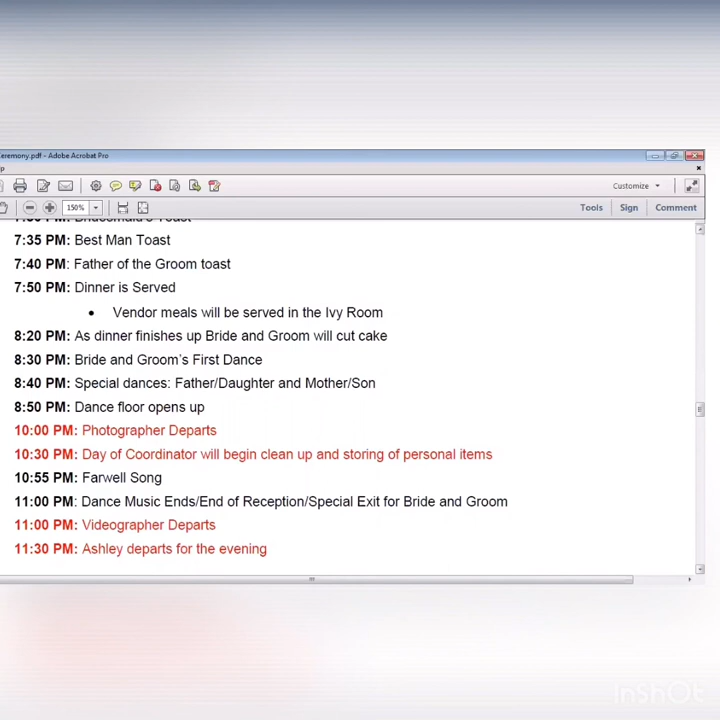 eremony.pdf - Adobe Acrobat Pro
lp
Customize
150%
Tools Sign Comment
Toast
7:35 PM: Best Man Toast
7:40 PM: Father of the Groom toast
7:50 PM: Dinner is Served
• Vendor meals will be served in the Ivy Room
8:20 PM: As dinner finishes up Bride and Groom will cut cake
8:30 PM: Bride and Groom's First Dance
8:40 PM: Special dances: Father/Daughter and Mother/Son
8:50 PM: Dance floor opens up
10:00 PM: Photographer Departs
10:30 PM: Day of Coordinator will begin clean up and storing of personal items
10:55 PM: Farwell Song
11:00 PM: Dance Music Ends/End of Reception/Special Exit for Bride and Groom
11:00 PM: Videographer Departs
11:30 PM: Ashley departs for the evening
InShOt